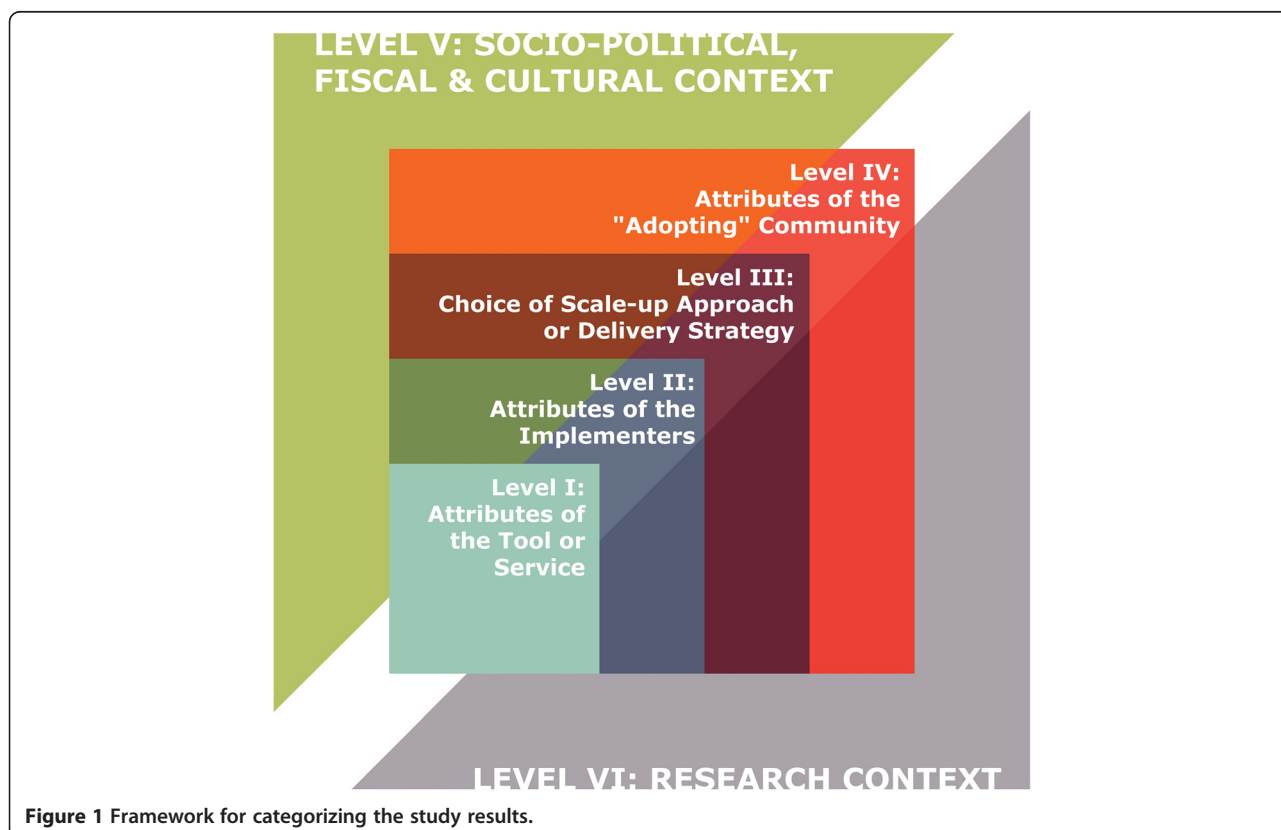 LEVEL V: SOCIO-POLITICAL,
FISCAL & CULTURAL CONTEXT
Level IV:
Attributes of the
"Adopting" Community
Level III:
Choice of Scale-up Approach
or Delivery Strategy
Level II:
Attributes of the
Implementers
Level I:
Attributes of
the Tool or
Service
LEVEL VI: RESEARCH CONTEXT
Figure 1 Framework for categorizing the study results.